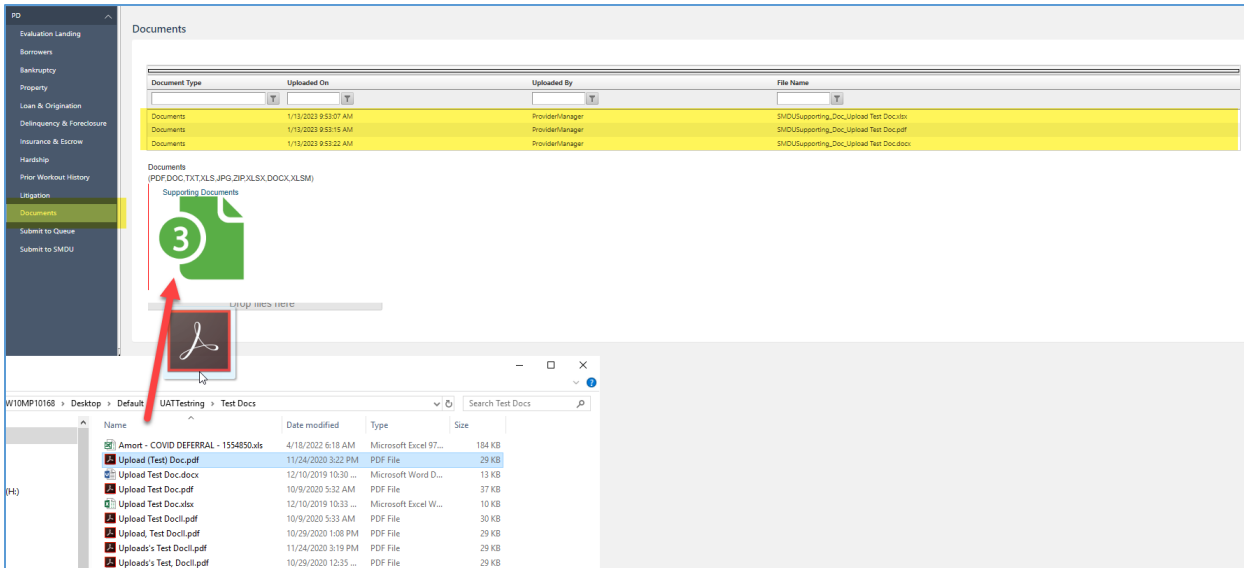 PD
Evaluation Landing
Borrowers
Bankruptcy
Property
Loan & Origination
Delinquency & Foreclosure
Insurance & Escrow
Hardship
Prior Workout History
Litigation
Documents
Submit to Queue
Submit to SMDU
Documents
Document Type Uploaded On Uploaded By File Name
Documents 1/13/2023 9:53:07 AM ProviderManager SMDUSupporting_Doc_Upload Test Doc.xlsx
Documents 1/13/2023 9:53:15 AM ProviderManager SMDUSupporting_Doc_Upload Test Doc.pdf
Documents 1/13/2023 9:53:22 AM ProviderManager SMDUSupporting_Doc_Upload Test Doc.docx
Documents
(PDF,DOC,TXT,XLS,JPG,ZIP,XLSX,DOCX,XLSM)
Supporting Documents
3
Drop files here
W10MP10168 > Desktop > Default UATTestring > Test Docs Search Test Docs
Name Date modified Type Size
Amort - COVID DEFERRAL - 1554850.xls 4/18/2022 6:18 AM Microsoft Excel 97... 184 KB
Upload (Test) Doc.pdf 11/24/2020 3:22 PM PDF File 29 KB
Upload Test Doc.docx 12/10/2019 10:30 ... Microsoft Word D... 13 KB
Upload Test Doc.pdf 10/9/2020 5:32 AM PDF File 37 KB
Upload Test Doc.xlsx 12/10/2019 10:33 ... Microsoft Excel W... 10 KB
Upload Test DocII.pdf 10/9/2020 5:33 AM PDF File 30 KB
Upload, Test DocII.pdf 10/29/2020 1:08 PM PDF File 29 KB
Uploads's Test DocII.pdf 11/24/2020 3:19 PM PDF File 29 KB
Uploads's Test, DocII.pdf 10/29/2020 12:35 ... PDF File 29 KB
(H:)